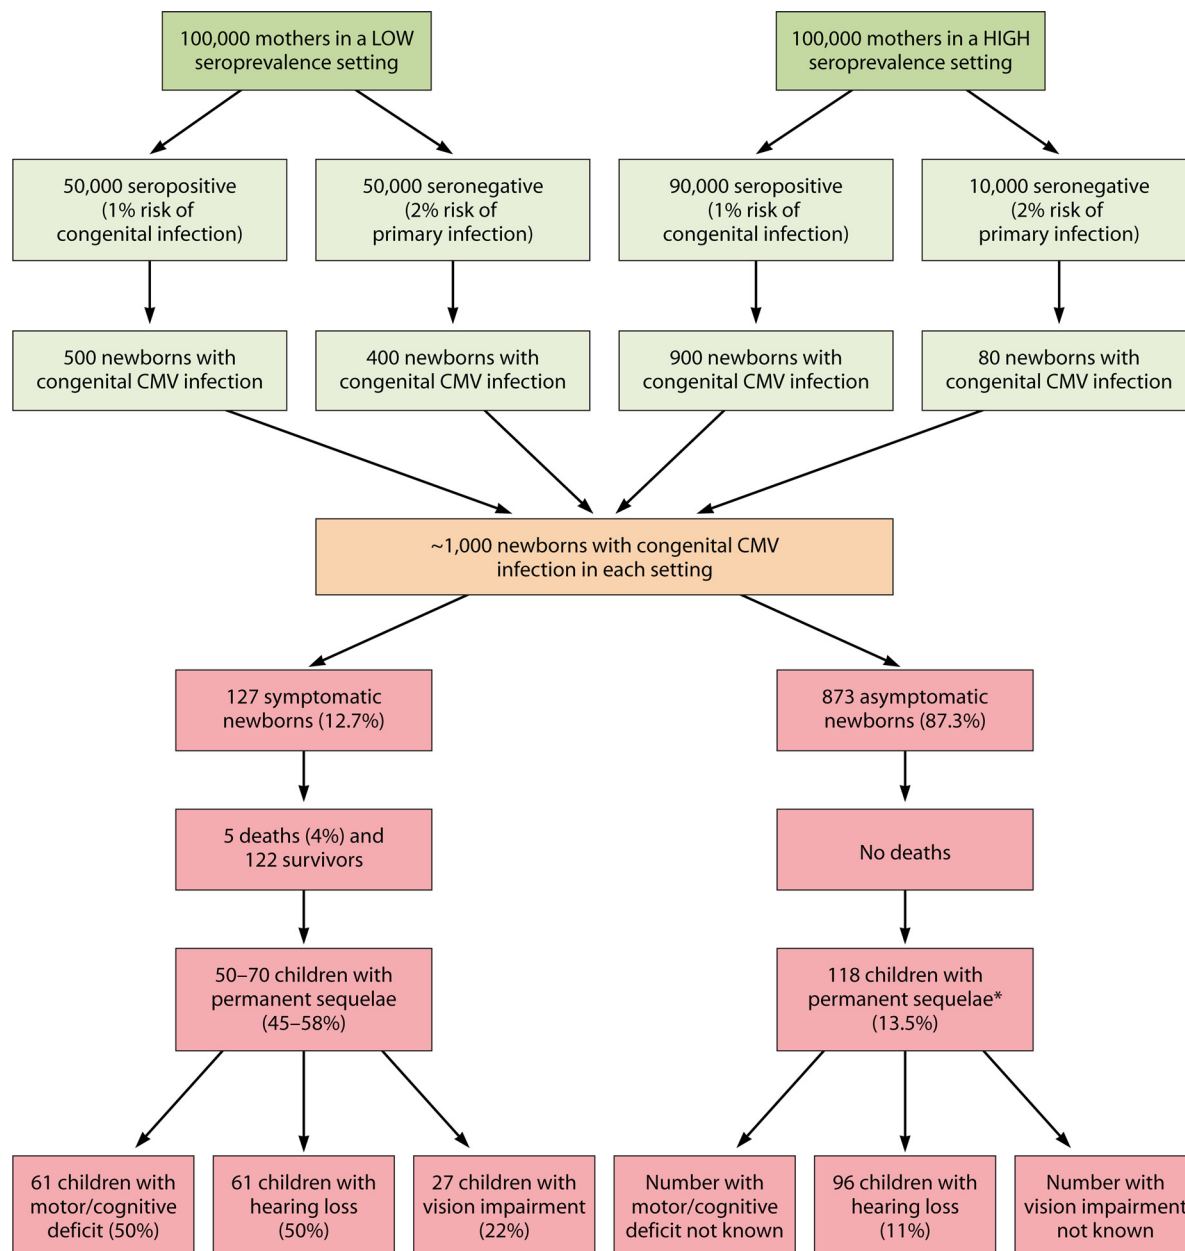 100,000 mothers in a LOW
seroprevalence setting
100,000 mothers in a HIGH
seroprevalence setting
50,000 seropositive
(1% risk of
congenital infection)
50,000 seronegative
(2% risk of
primary infection)
90,000 seropositive
(1% risk of
congenital infection)
10,000 seronegative
(2% risk of
primary infection)
500 newborns with
congenital CMV infection
400 newborns with
congenital CMV infection
900 newborns with
congenital CMV infection
80 newborns with
congenital CMV infection
~1,000 newborns with congenital CMV
infection in each setting
127 symptomatic
newborns (12.7%)
873 asymptomatic
newborns (87.3%)
5 deaths (4%) and
122 survivors
No deaths
50–70 children with
permanent sequelae
(45–58%)
118 children with
permanent sequelae*
(13.5%)
61 children with
motor/cognitive
deficit (50%)
61 children with
hearing loss
(50%)
27 children with
vision impairment
(22%)
Number with
motor/cognitive
deficit not known
96 children with
hearing loss
(11%)
Number with
vision impairment
not known